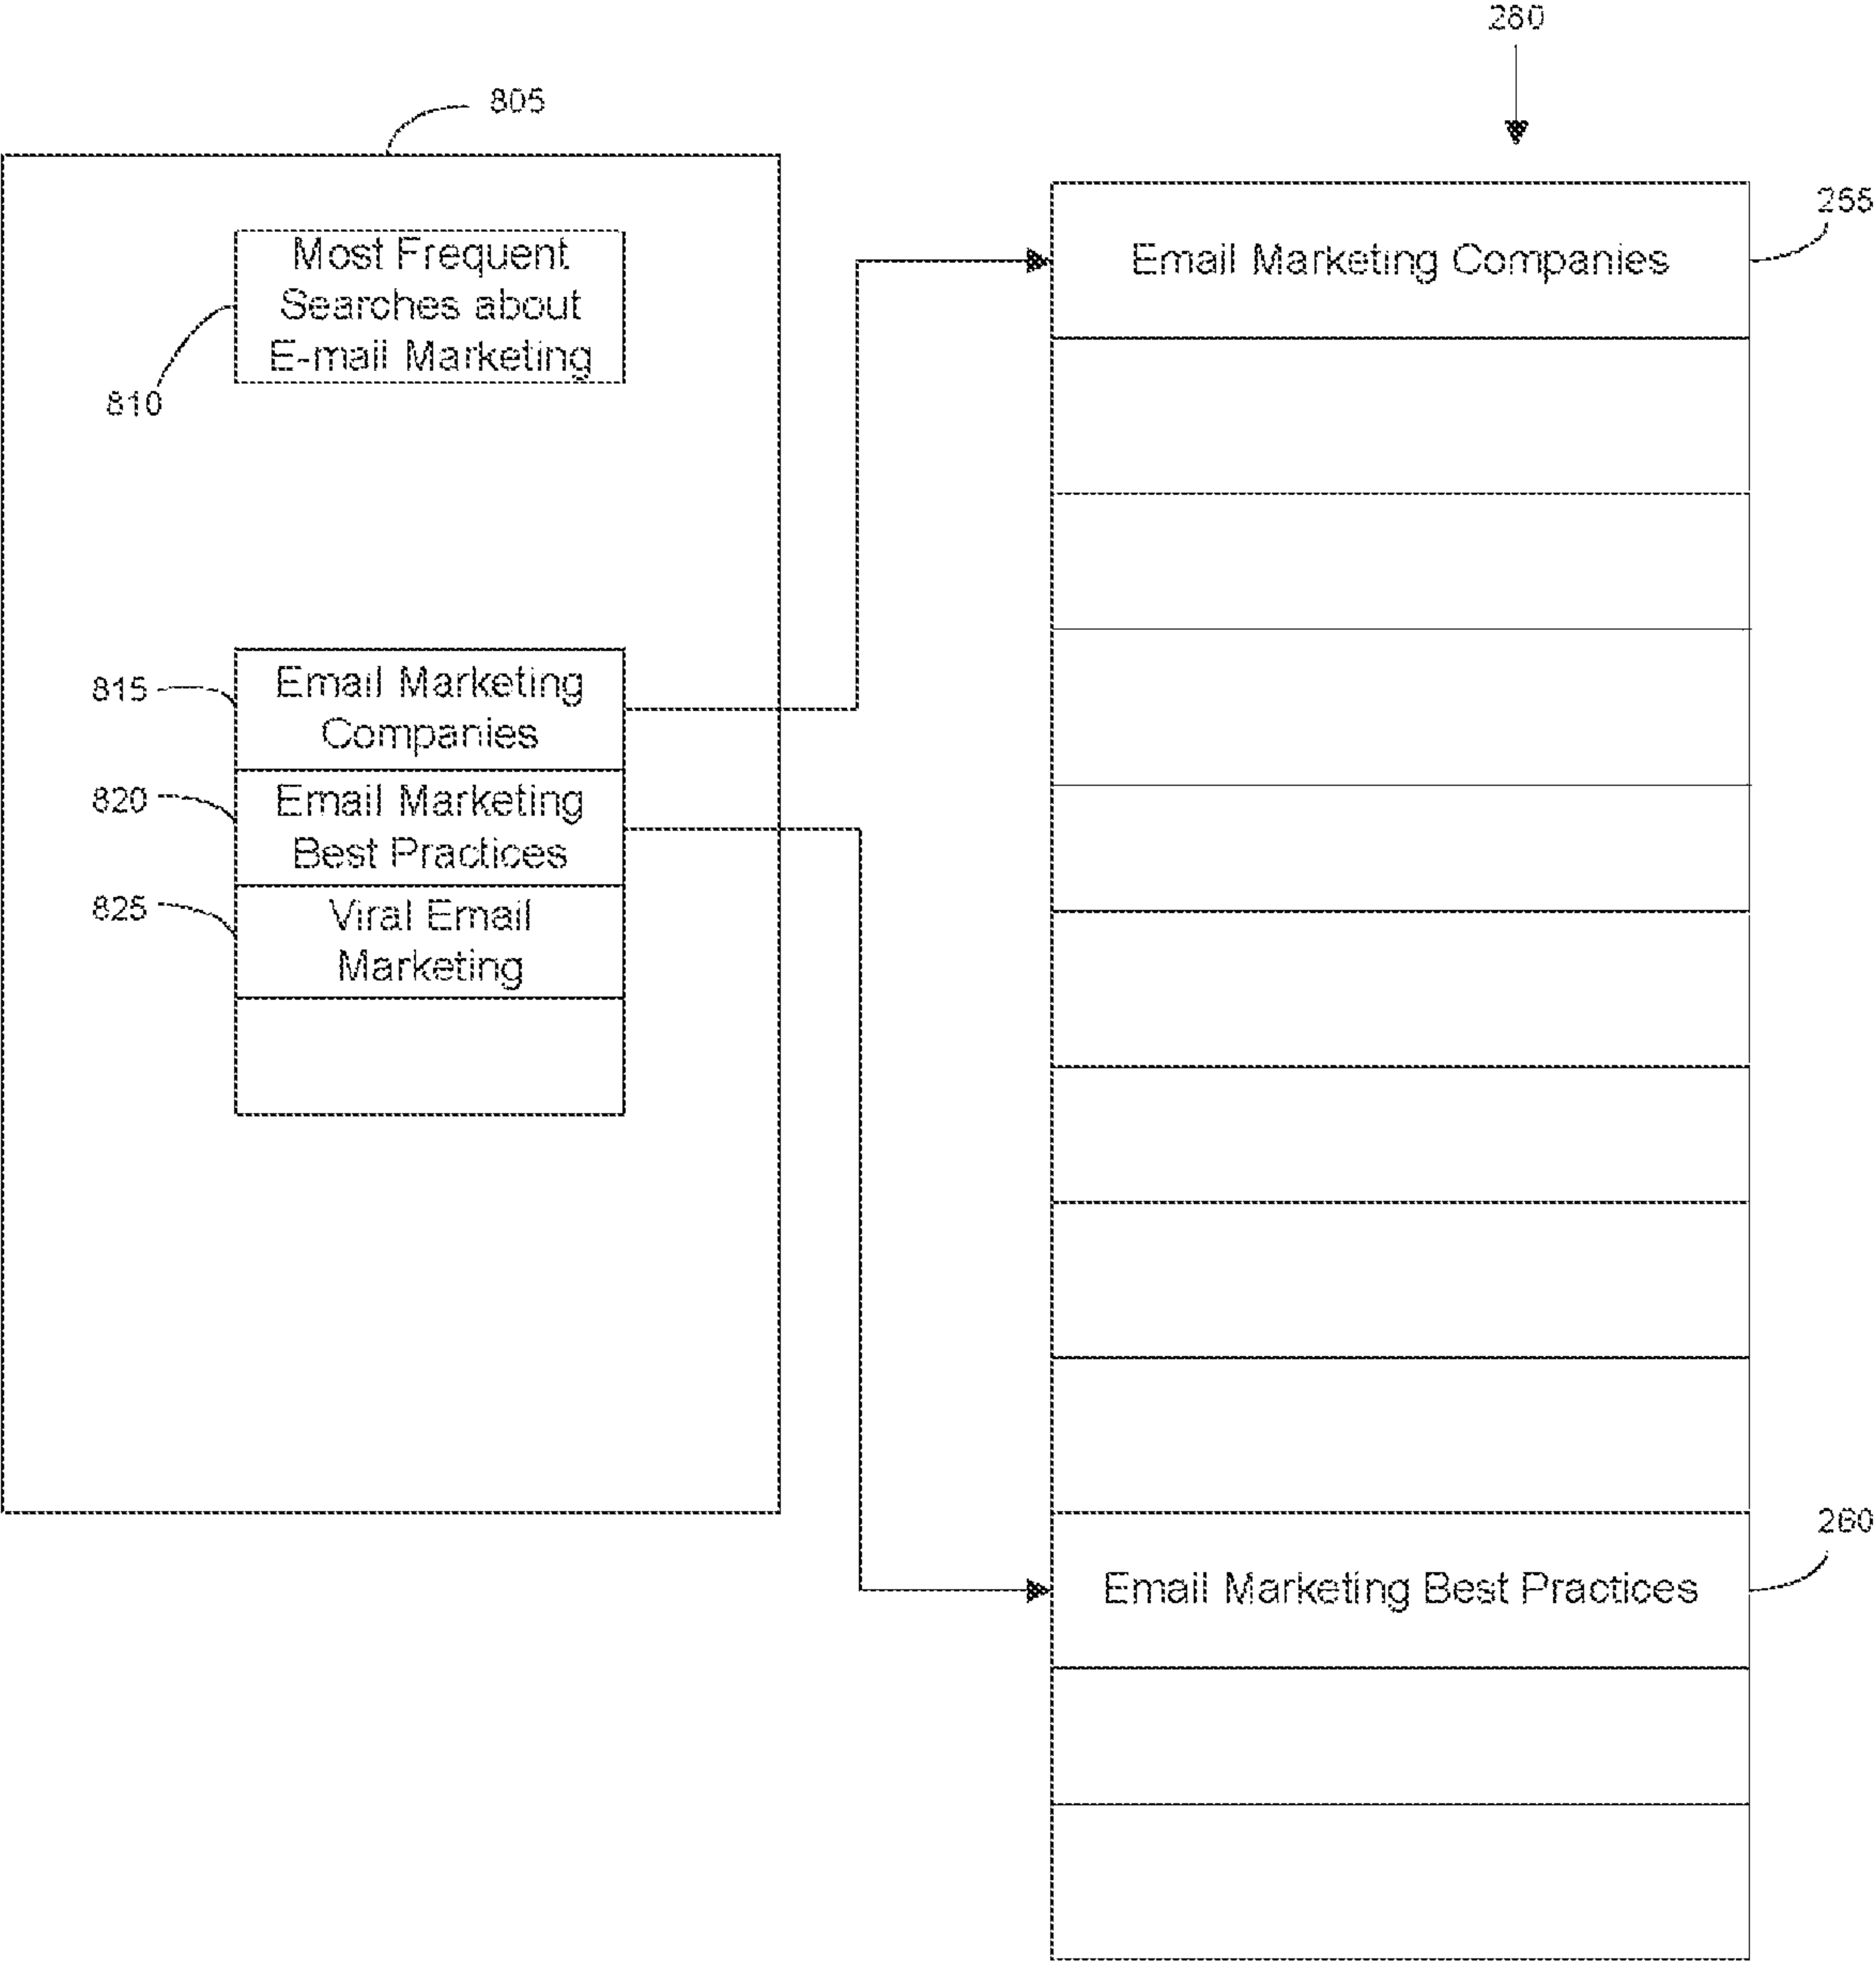 280
805
255
Most Frequent
Searches about
E-mail Marketing
810
Email Marketing Companies
815
Email Marketing
Companies
820
Email Marketing
Best Practices
825
Viral Email
Marketing
260
Email Marketing Best Practices